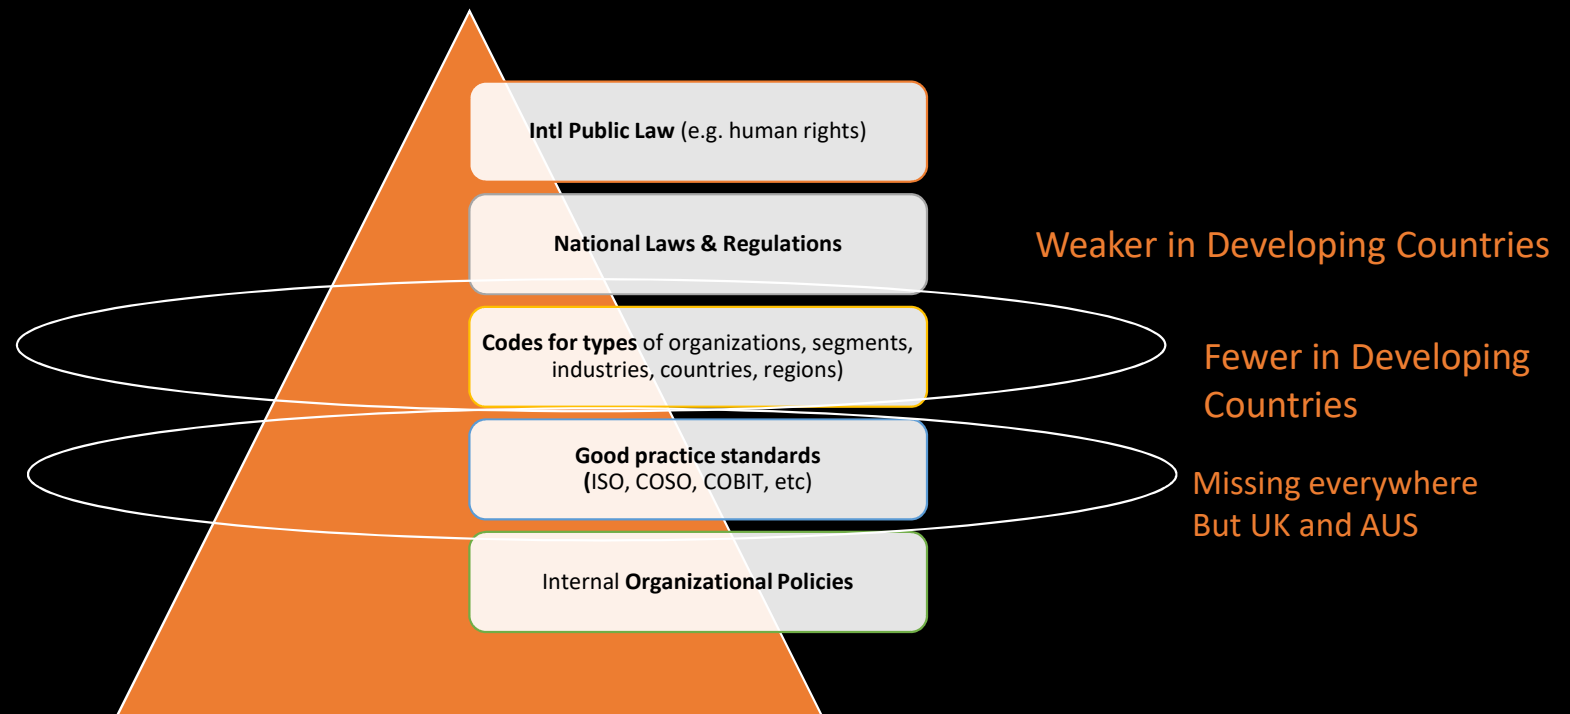 Intl Public Law (e.g. human rights)
National Laws & Regulations
Weaker in Developing Countries
Codes for types of organizations, segments,
industries, countries, regions)
Fewer in Developing
Countries
Good practice standards
(ISO, COSO, COBIT, etc)
Missing everywhere
But UK and AUS
Internal Organizational Policies